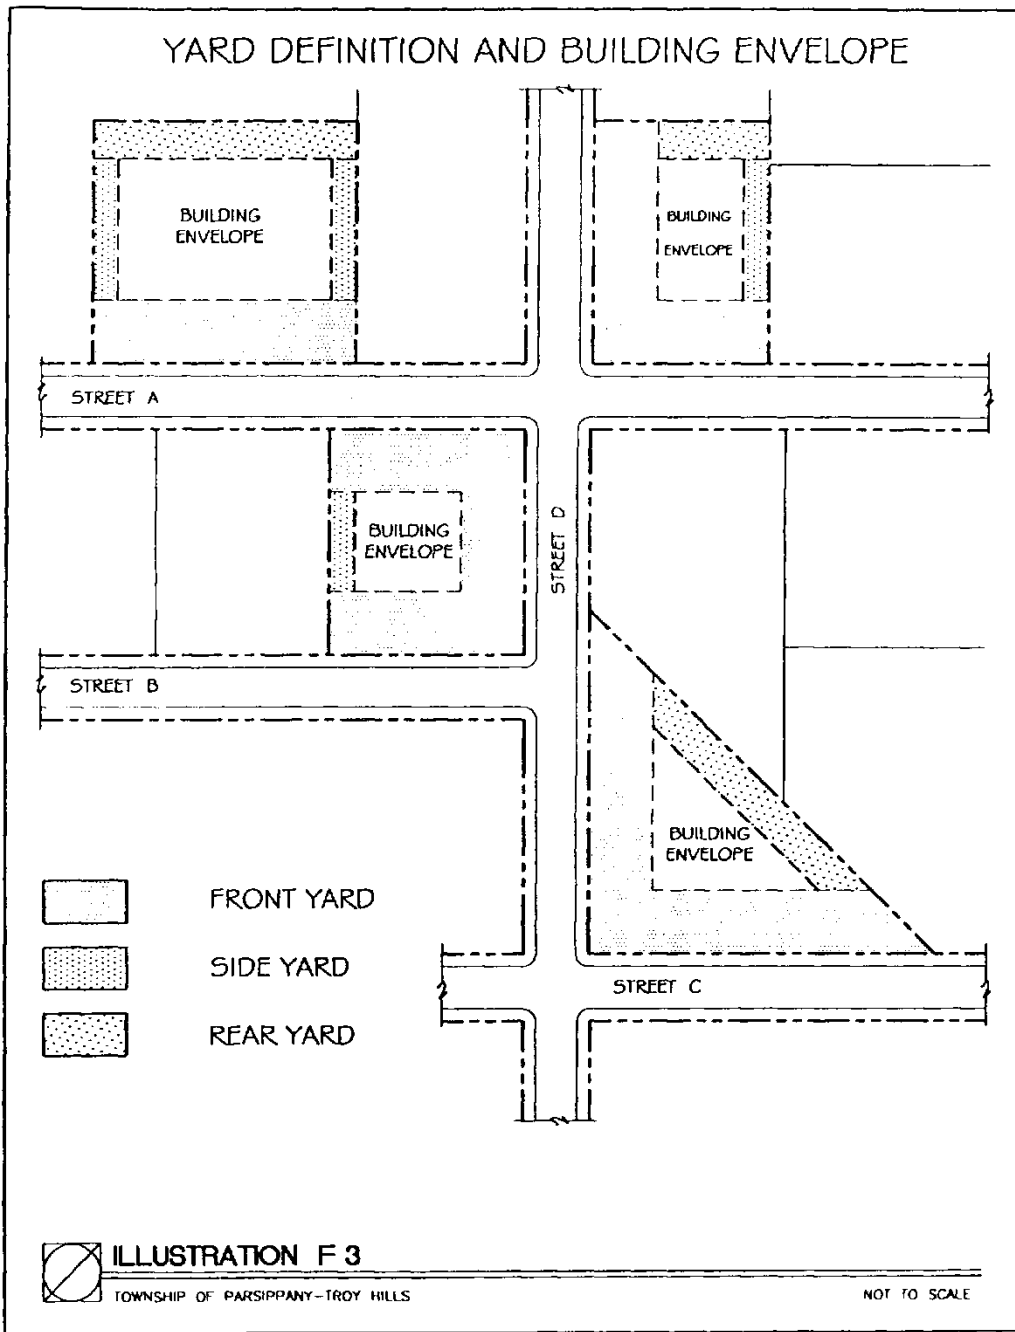 YARD DEFINITION AND BUILDING ENVELOPE
BUILDING
ENVELOPE
BUILDING
ENVELOPE
STREET A
BUILDING
ENVELOPE
STREET D
STREET B
BUILDING
ENVELOPE
FRONT YARD
SIDE YARD
REAR YARD
STREET C
ILLUSTRATION F 3
TOWNSHIP OF PARSIPPANY-TROY HILLS
NOT TO SCALE